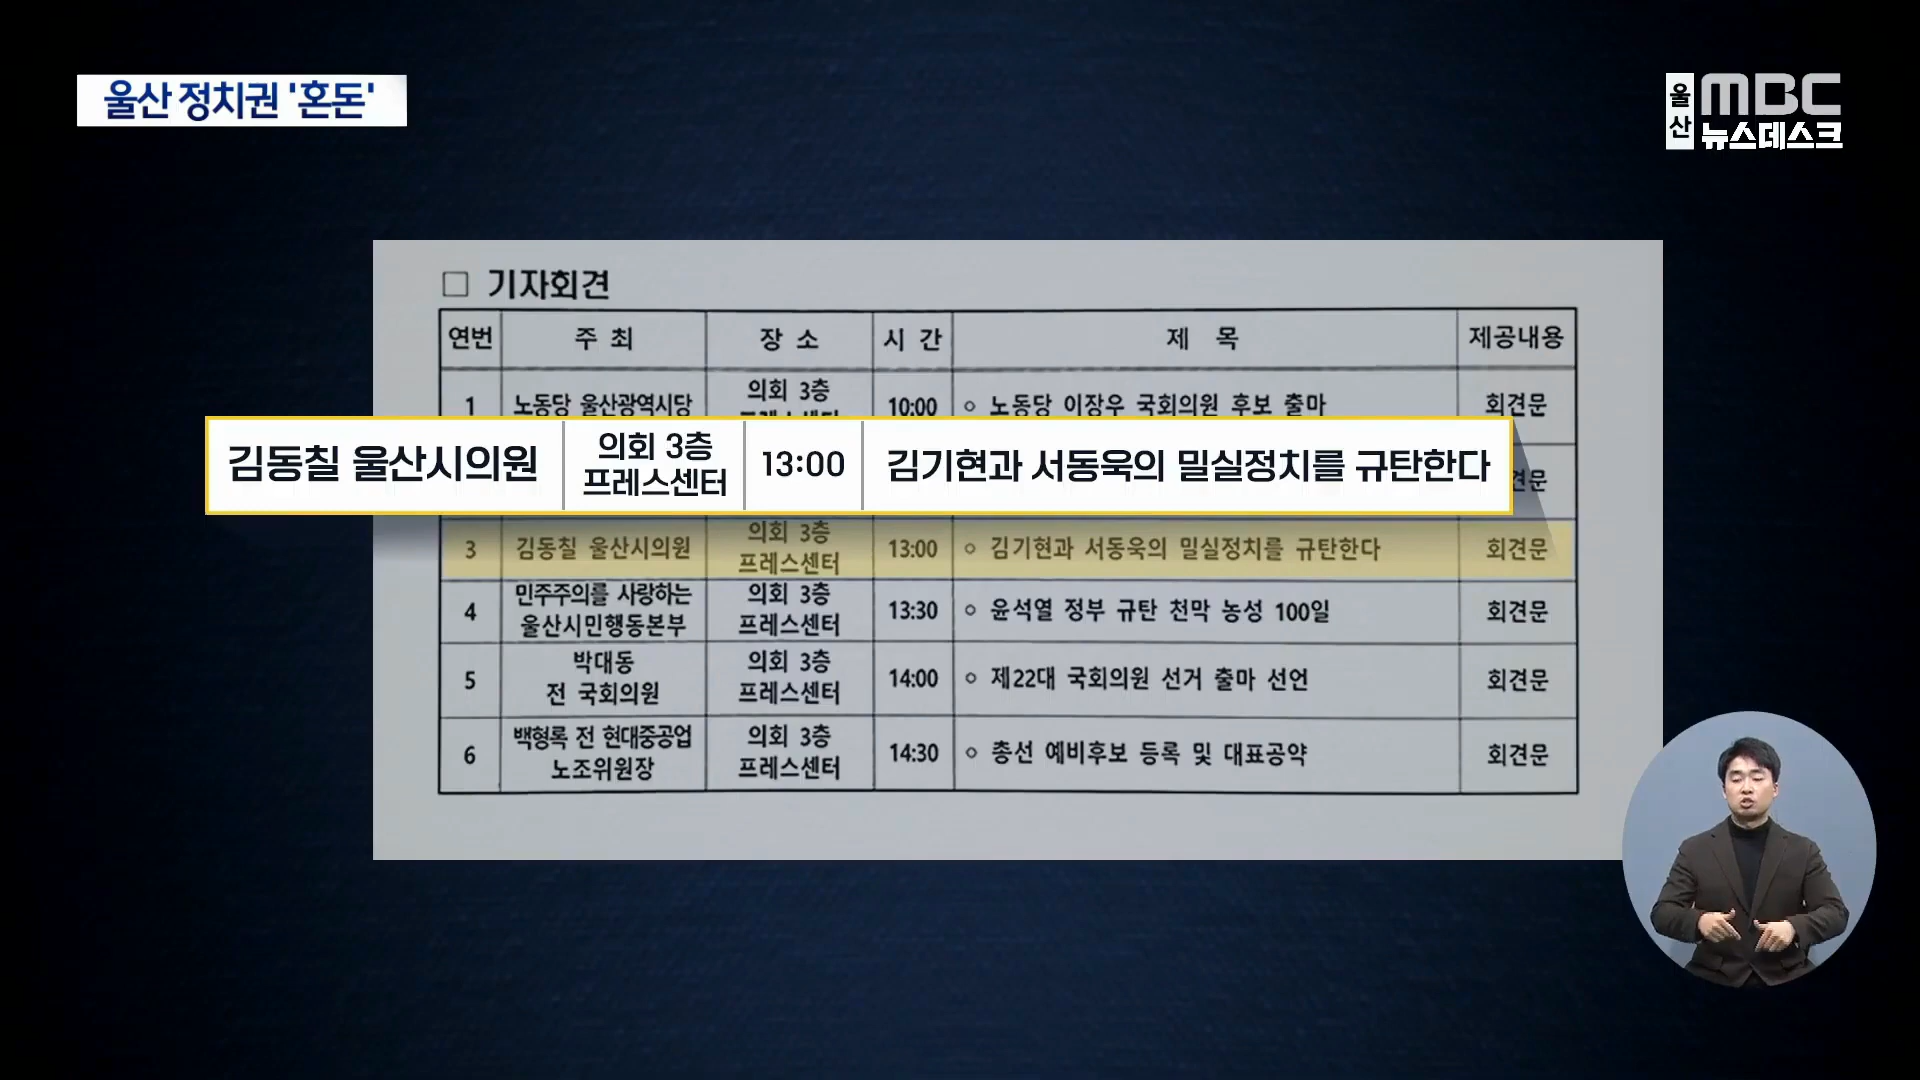 울산 정치권 '혼돈'
울산
MBC
뉴스데스크
□ 기자회견
연번 주 최 장 소 시 간 제 목 제공내용
1 노동당 울산광역시당 의회 3층 10:00 ○ 노동당 이장우 국회의원 후보 출마 회견문
김동칠 울산시의원 의회 3층 프레스센터 13:00 김기현과 서동욱의 밀실정치를 규탄한다
3 김동칠 울산시의원 의회 3층 프레스센터 13:00 ○ 김기현과 서동욱의 밀실정치를 규탄한다 회견문
4 민주주의를 사랑하는 울산시민행동본부 의회 3층 프레스센터 13:30 ○ 윤석열 정부 규탄 천막 농성 100일 회견문
5 박대동 전 국회의원 의회 3층 프레스센터 14:00 ○ 제22대 국회의원 선거 출마 선언 회견문
6 백형록 전 현대중공업 노조위원장 의회 3층 프레스센터 14:30 ○ 총선 예비후보 등록 및 대표공약 회견문